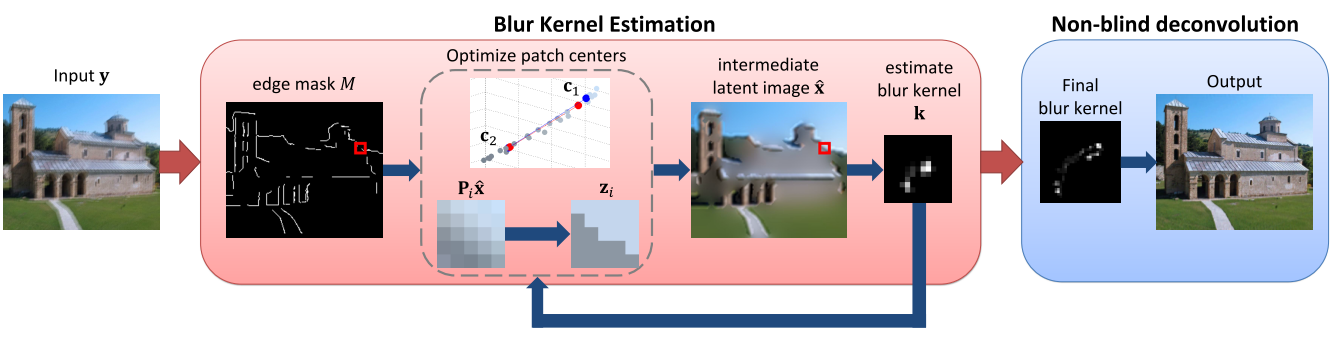 Blur Kernel Estimation
Non-blind deconvolution
Input 𝐲
edge mask 𝑀
Optimize patch centers
𝐜₁
𝐜₂
𝐏ᵢ𝐱̂
𝐳ᵢ
intermediate
latent image 𝐱̂
estimate
blur kernel
𝐤
Final
blur kernel
Output